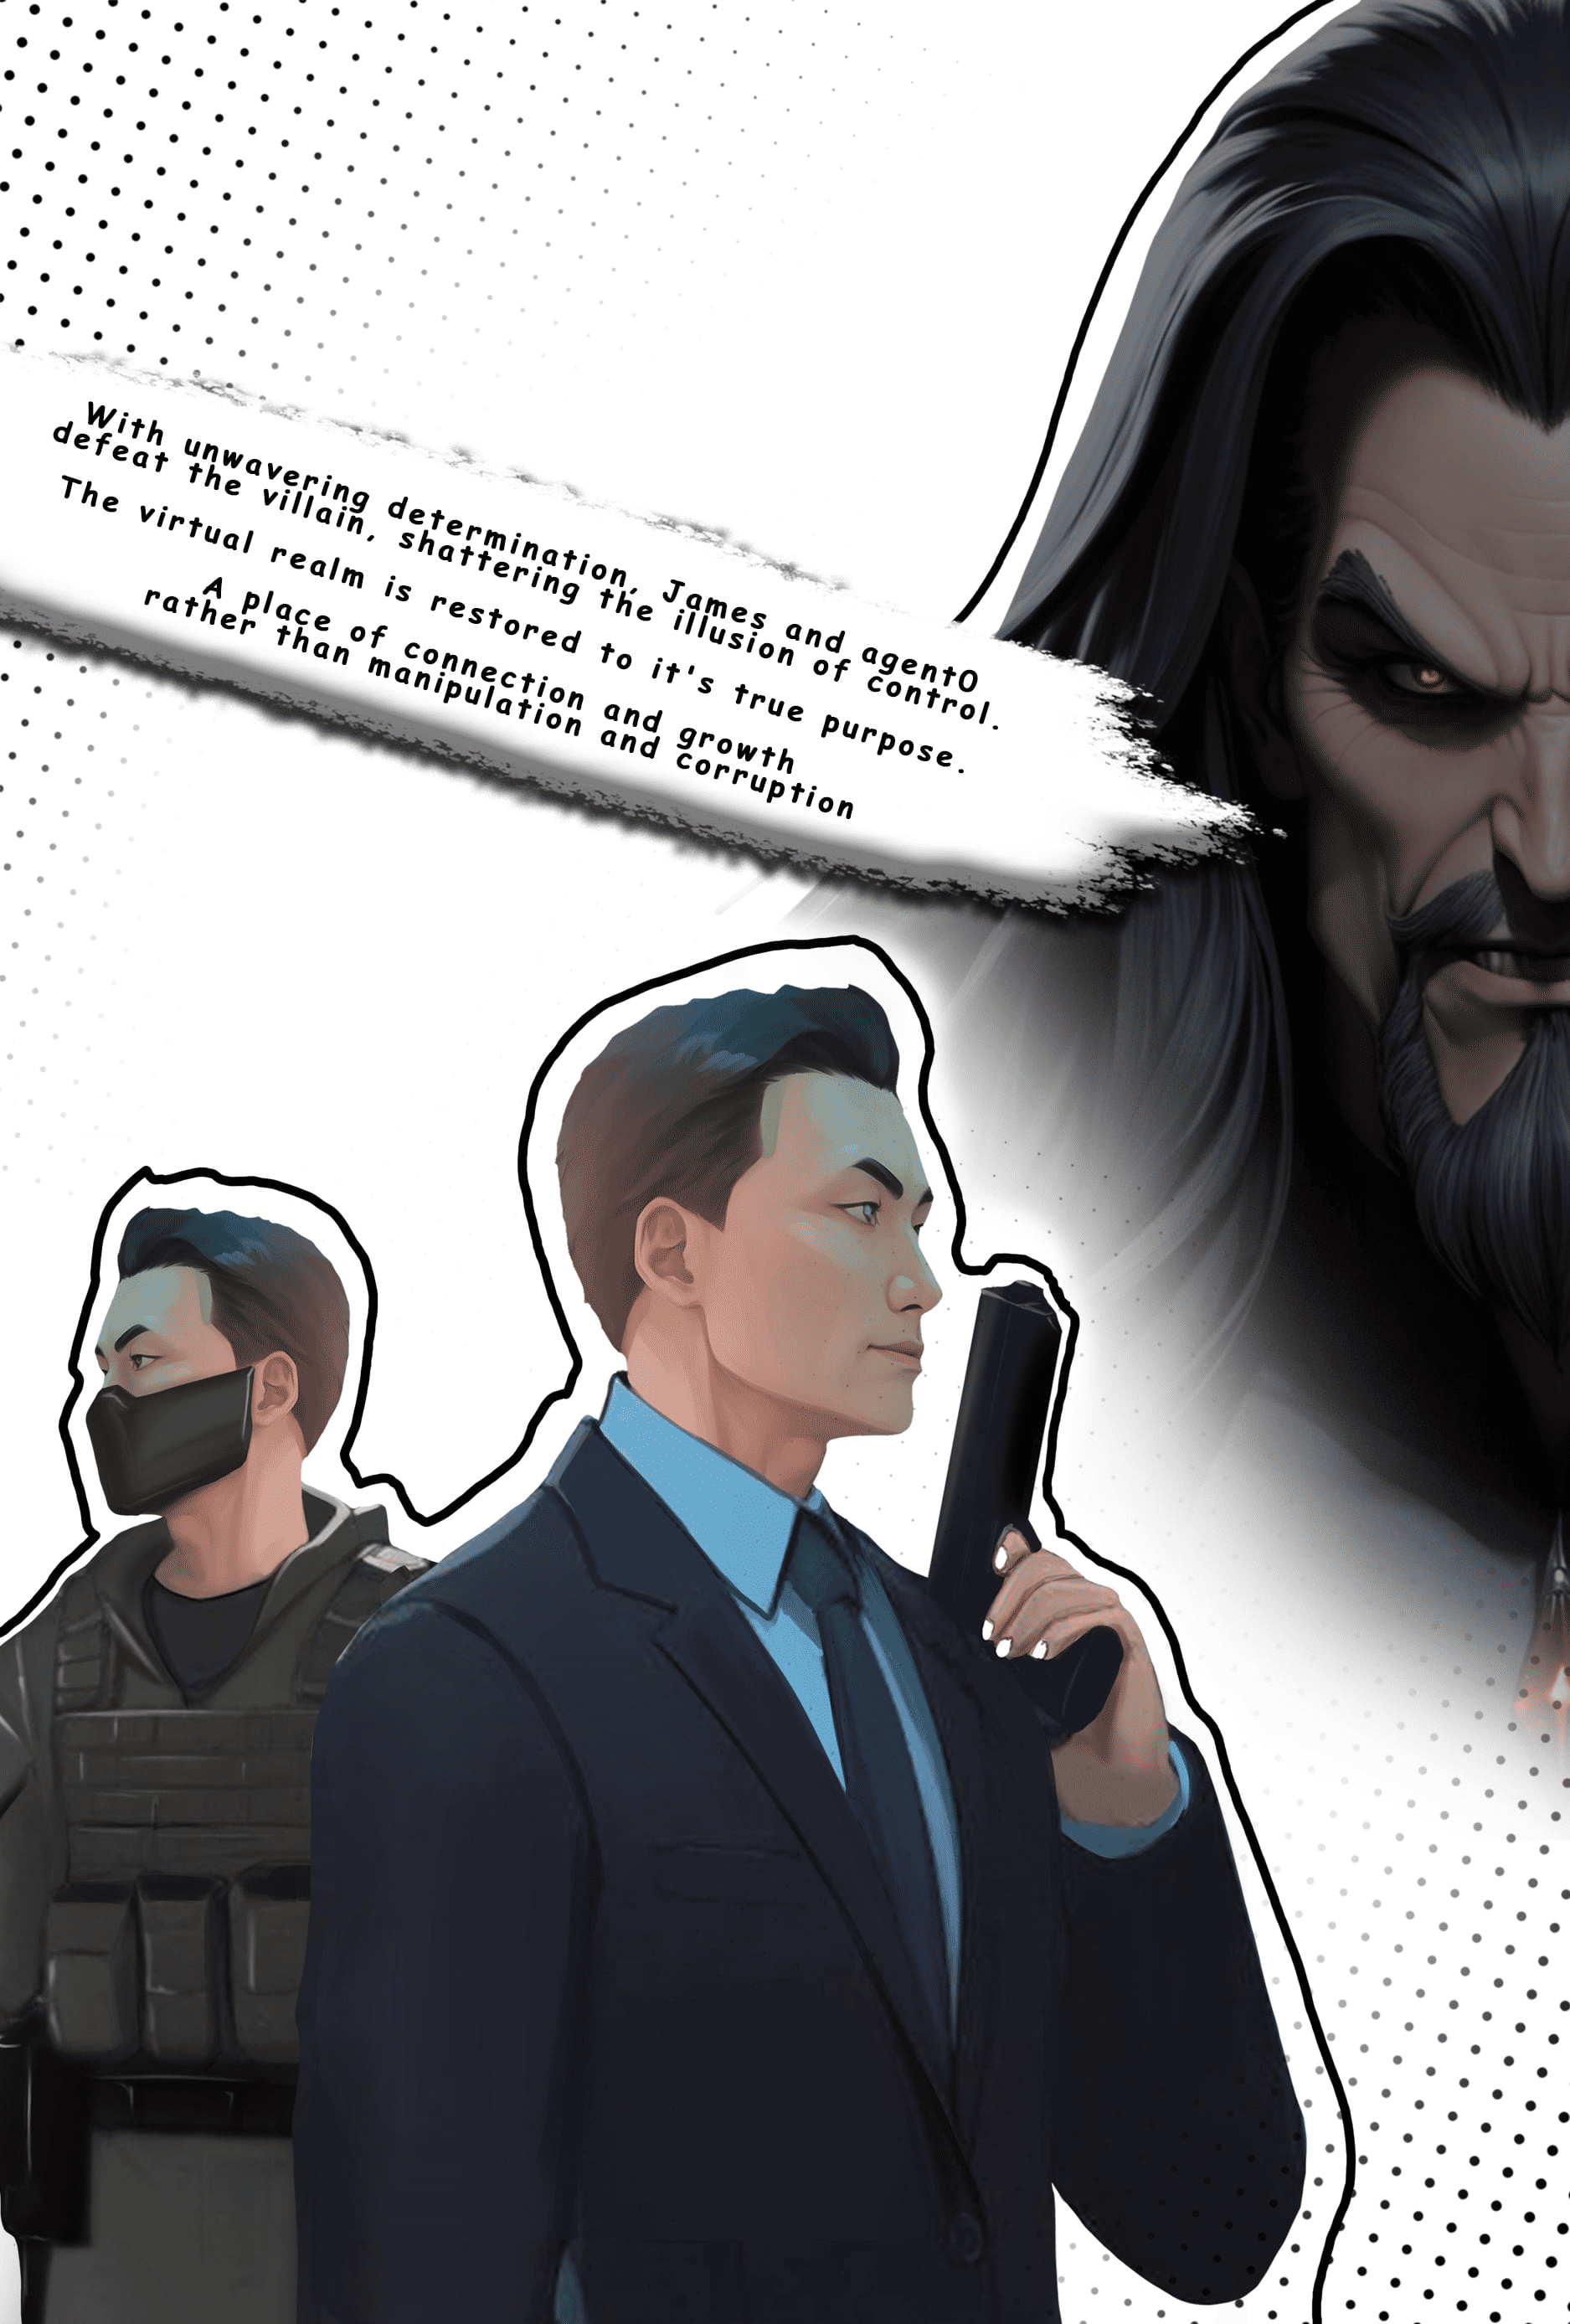 With unwavering determination, James and agent0
defeat the villain, shattering the illusion of control.
The virtual realm is restored to it's true purpose.
A place of connection and growth
rather than manipulation and corruption